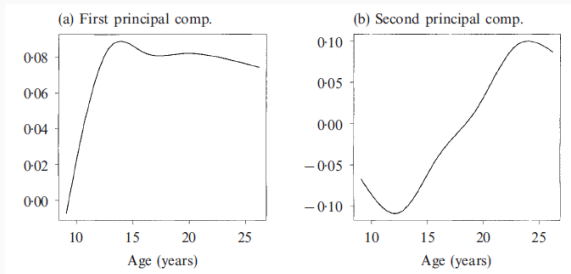 (a) First principal comp.
0·08
0·06
0·04
0·02
0·00
10 15 20 25
Age (years)
(b) Second principal comp.
0·10
0·05
0·00
−0·05
−0·10
10 15 20 25
Age (years)